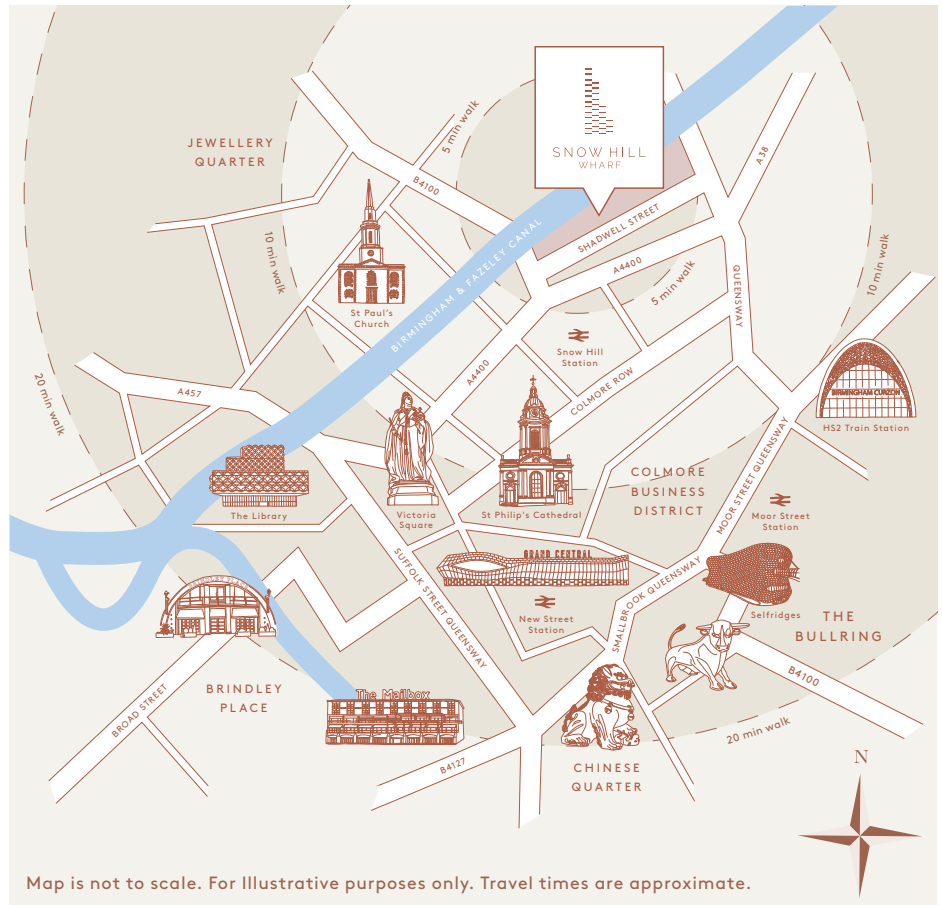 SNOW HILL
WHARF
JEWELLERY
QUARTER
5 min walk
B4100
A38
SHADWELL STREET
BIRMINGHAM & FAZELEY CANAL
10 min walk
A4400
5 min walk
QUEENSWAY
10 min walk
St Paul's
Church
Snow Hill
Station
A4400
COLMORE ROW
20 min walk
A457
BIRMINGHAM CURZON
HS2 Train Station
COLMORE
BUSINESS
DISTRICT
MOOR STREET QUEENSWAY
Moor Street
Station
The Library
Victoria
Square
St Philip's Cathedral
GRAND CENTRAL
SUFFOLK STREET QUEENSWAY
New Street
Station
SMALLBROOK QUEENSWAY
Selfridges
THE
BULLRING
B4100
BRINDLEY
PLACE
BROAD STREET
The Mailbox
20 min walk
B4127
CHINESE
QUARTER
N
Map is not to scale. For Illustrative purposes only. Travel times are approximate.